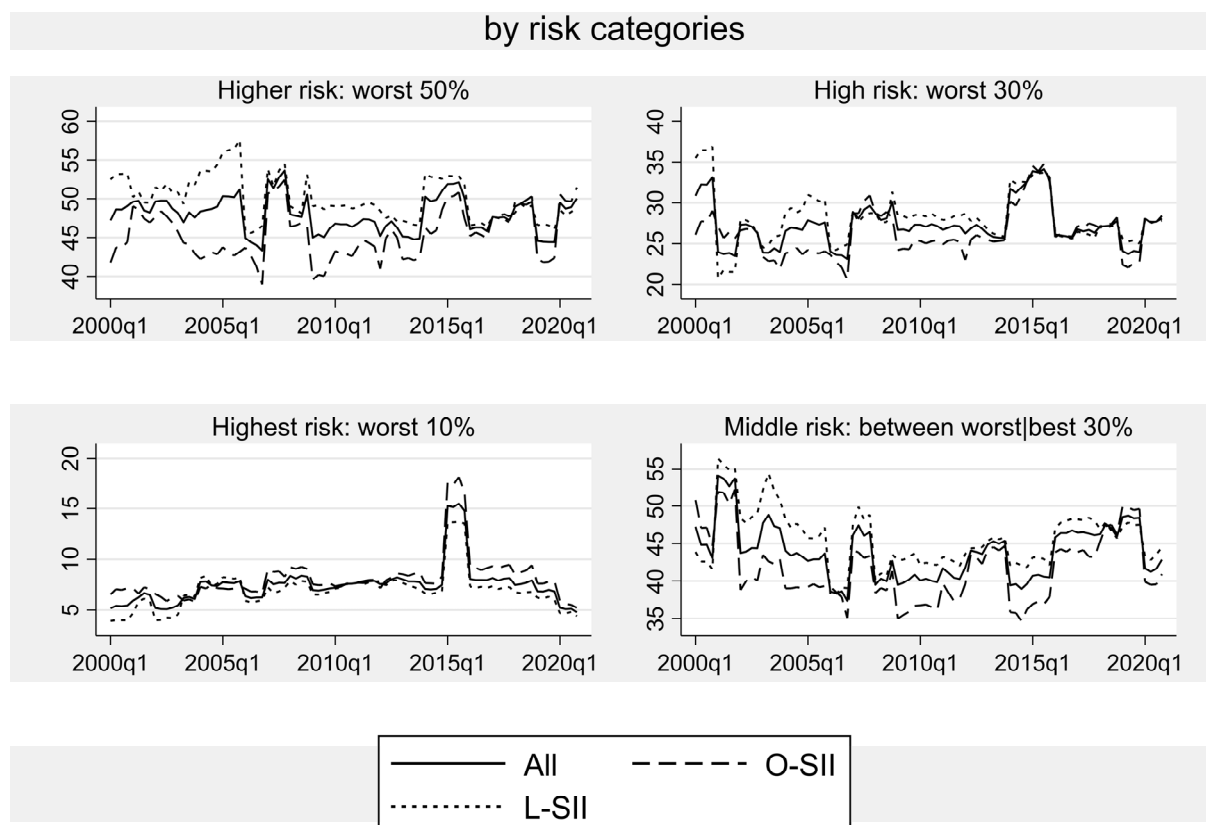 by risk categories
Higher risk: worst 50%
60
55
50
45
40
2000q1 2005q1 2010q1 2015q1 2020q1
High risk: worst 30%
40
35
30
25
20
2000q1 2005q1 2010q1 2015q1 2020q1
Highest risk: worst 10%
20
15
10
5
2000q1 2005q1 2010q1 2015q1 2020q1
Middle risk: between worst|best 30%
55
50
45
40
35
2000q1 2005q1 2010q1 2015q1 2020q1
All O-SII
L-SII